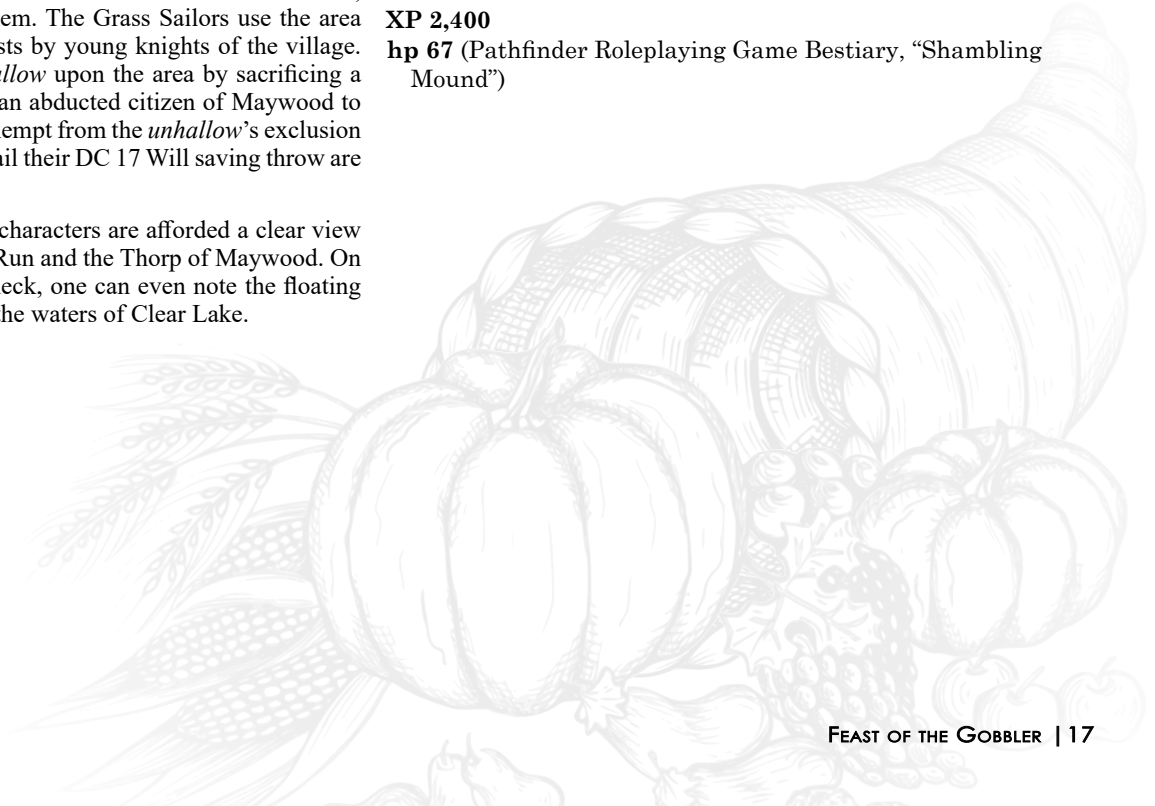 em. The Grass Sailors use the area
sts by young knights of the village.
allow upon the area by sacrificing a
an abducted citizen of Maywood to
empt from the unhallow's exclusion
ail their DC 17 Will saving throw are
characters are afforded a clear view
Run and the Thorp of Maywood. On
eck, one can even note the floating
the waters of Clear Lake.
XP 2,400
hp 67 (Pathfinder Roleplaying Game Bestiary, “Shambling
Mound”)
Feast of the Gobbler | 17